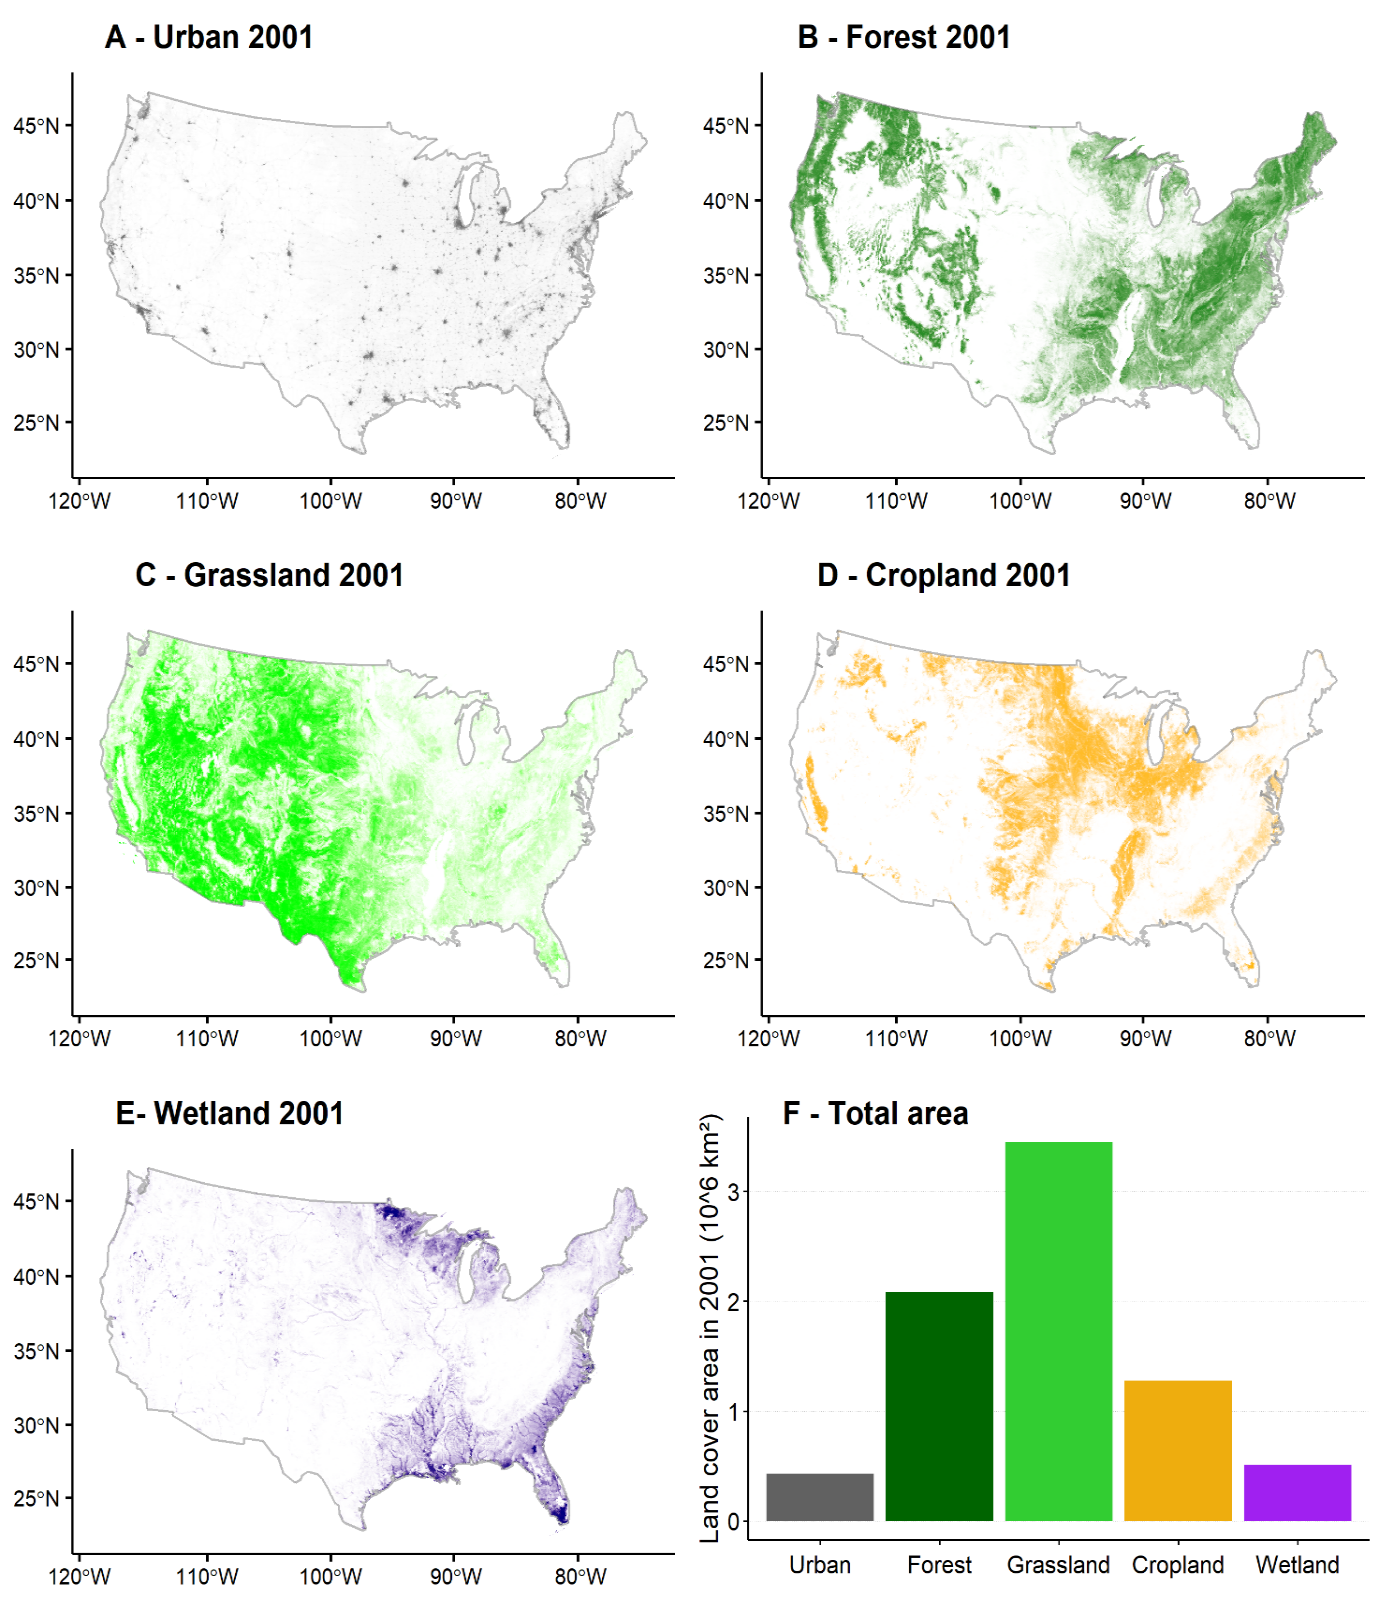 A - Urban 2001
B - Forest 2001
45°N
40°N
35°N
30°N
25°N
120°W 110°W 100°W 90°W 80°W
45°N
40°N
35°N
30°N
25°N
120°W 110°W 100°W 90°W 80°W
C - Grassland 2001
D - Cropland 2001
45°N
40°N
35°N
30°N
25°N
120°W 110°W 100°W 90°W 80°W
45°N
40°N
35°N
30°N
25°N
120°W 110°W 100°W 90°W 80°W
E- Wetland 2001
45°N
40°N
35°N
30°N
25°N
120°W 110°W 100°W 90°W 80°W
F - Total area
Land cover area in 2001 (10^6 km²)
3
2
1
0
Urban Forest Grassland Cropland Wetland